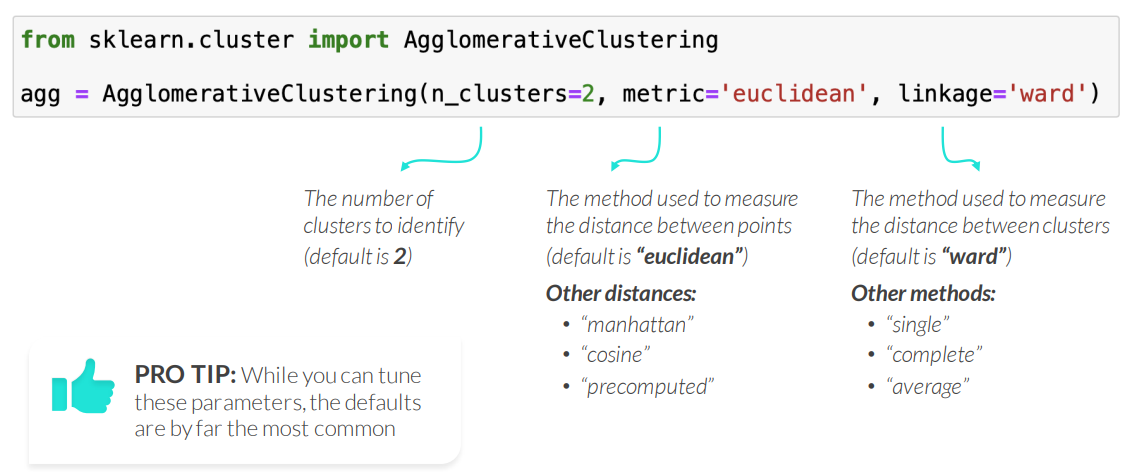 from sklearn.cluster import AgglomerativeClustering
agg = AgglomerativeClustering(n_clusters=2, metric='euclidean', linkage='ward')
The number of
clusters to identify
(default is 2)
The method used to measure
the distance between points
(default is “euclidean”)
Other distances:
• “manhattan”
• “cosine”
• “precomputed”
The method used to measure
the distance between clusters
(default is “ward”)
Other methods:
• “single”
• “complete”
• “average”
PRO TIP: While you can tune
these parameters, the defaults
are by far the most common